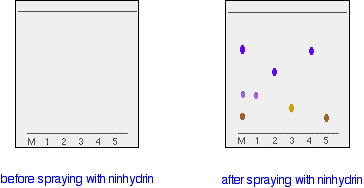 M 1 2 3 4 5
M 1 2 3 4 5
before spraying with ninhydrin
after spraying with ninhydrin